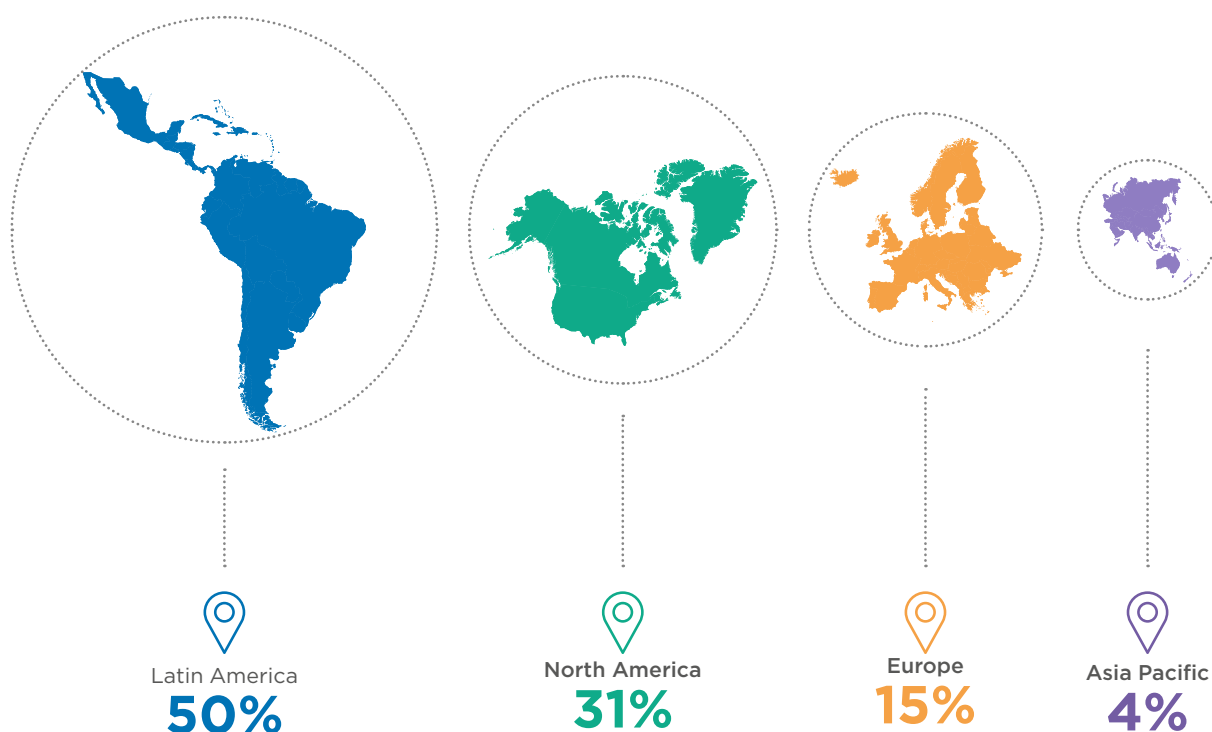 Latin America
50%
North America
31%
Europe
15%
Asia Pacific
4%